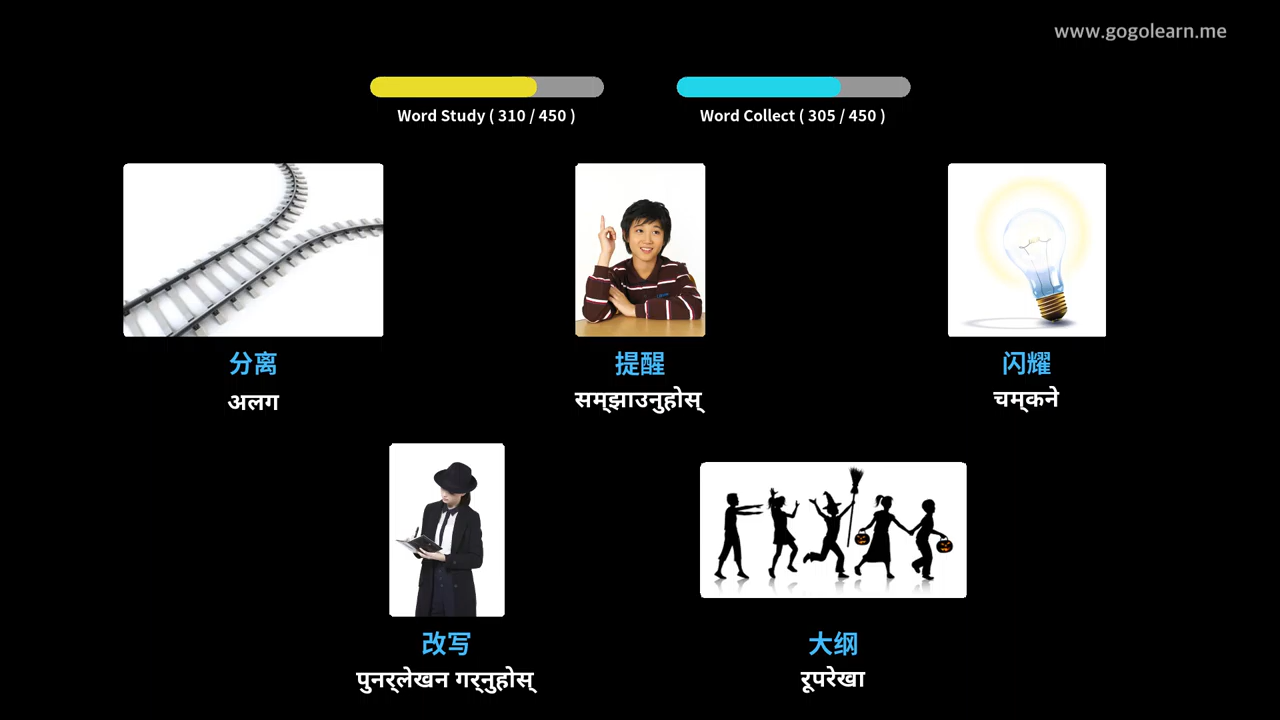 www.gogolearn.me
Word Study ( 310 / 450 )
Word Collect ( 305 / 450 )
分离
अलग
提醒
सम्झाउनुहोस्
闪耀
चम्कने
改写
पुनर्लेखन गर्नुहोस्
大纲
रूपरेखा